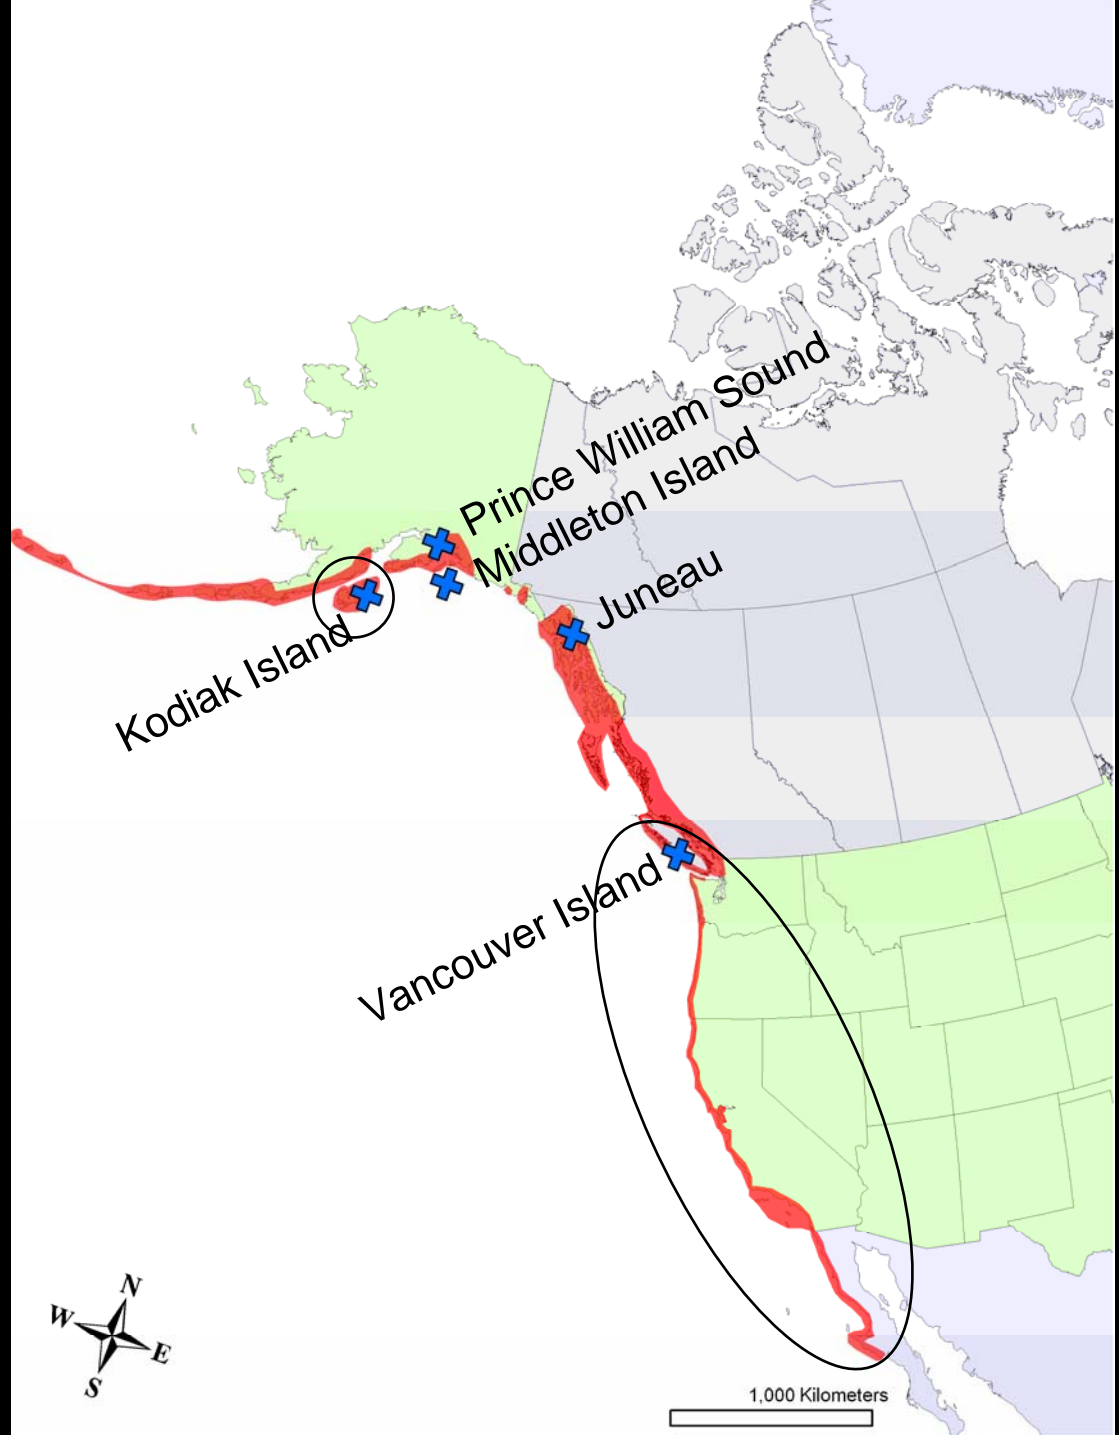 Prince William Sound
Middleton Island
Juneau
Kodiak Island
Vancouver Island
N
W
E
S
1,000 Kilometers